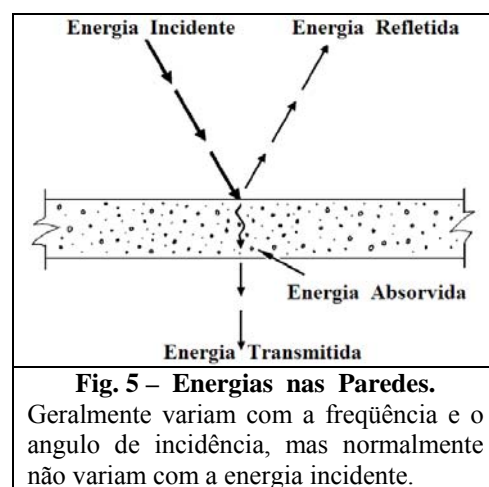 Energia Incidente
Energia Refletida
Energia Absorvida
Energia Transmitida
Fig. 5 – Energias nas Paredes.
Geralmente variam com a freqüência e o
angulo de incidência, mas normalmente
não variam com a energia incidente.